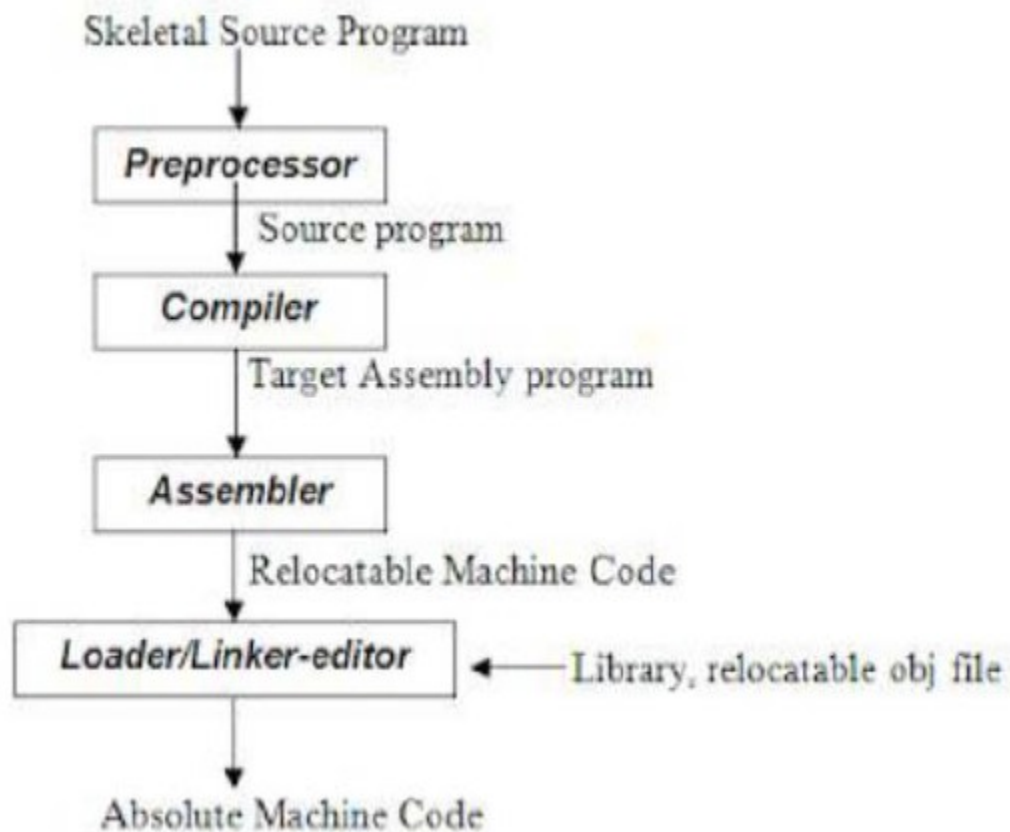 Skeletal Source Program
Preprocessor
Source program
Compiler
Target Assembly program
Assembler
Relocatable Machine Code
Loader/Linker-editor
Library, relocatable obj file
Absolute Machine Code